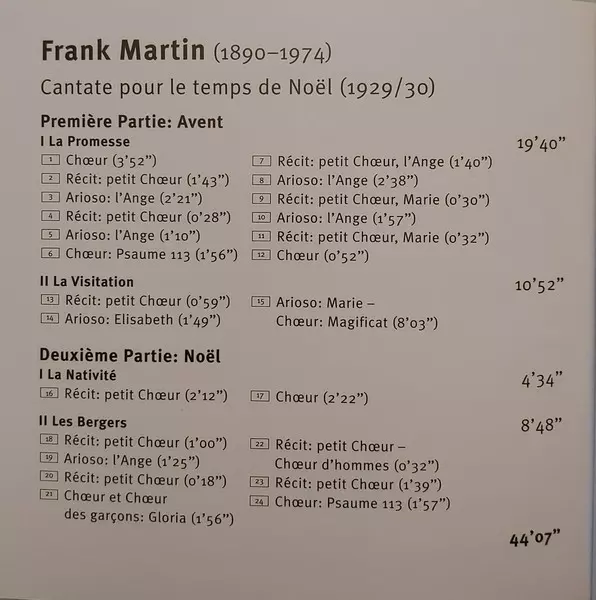 Frank Martin (1890–1974)
Cantate pour le temps de Noël (1929/30)
Première Partie: Avent
I La Promesse 19’40”
1 Chœur (3’52”)
2 Récit: petit Chœur (1’43”)
3 Arioso: l’Ange (2’21”)
4 Récit: petit Chœur (0’28”)
5 Arioso: l’Ange (1’10”)
6 Chœur: Psaume 113 (1’56”)
7 Récit: petit Chœur, l’Ange (1’40”)
8 Arioso: l’Ange (2’38”)
9 Récit: petit Chœur, Marie (0’30”)
10 Arioso: l’Ange (1’57”)
11 Récit: petit Chœur, Marie (0’32”)
12 Chœur (0’52”)
II La Visitation 10’52”
13 Récit: petit Chœur (0’59”)
14 Arioso: Elisabeth (1’49”)
15 Arioso: Marie –
Chœur: Magificat (8’03”)
Deuxième Partie: Noël
I La Nativité 4’34”
16 Récit: petit Chœur (2’12”)
17 Chœur (2’22”)
II Les Bergers 8’48”
18 Récit: petit Chœur (1’00”)
19 Arioso: l’Ange (1’25”)
20 Récit: petit Chœur (0’18”)
21 Chœur et Chœur
des garçons: Gloria (1’56”)
22 Récit: petit Chœur –
Chœur d’hommes (0’32”)
23 Récit: petit Chœur (1’39”)
24 Chœur: Psaume 113 (1’57”)
44’07”